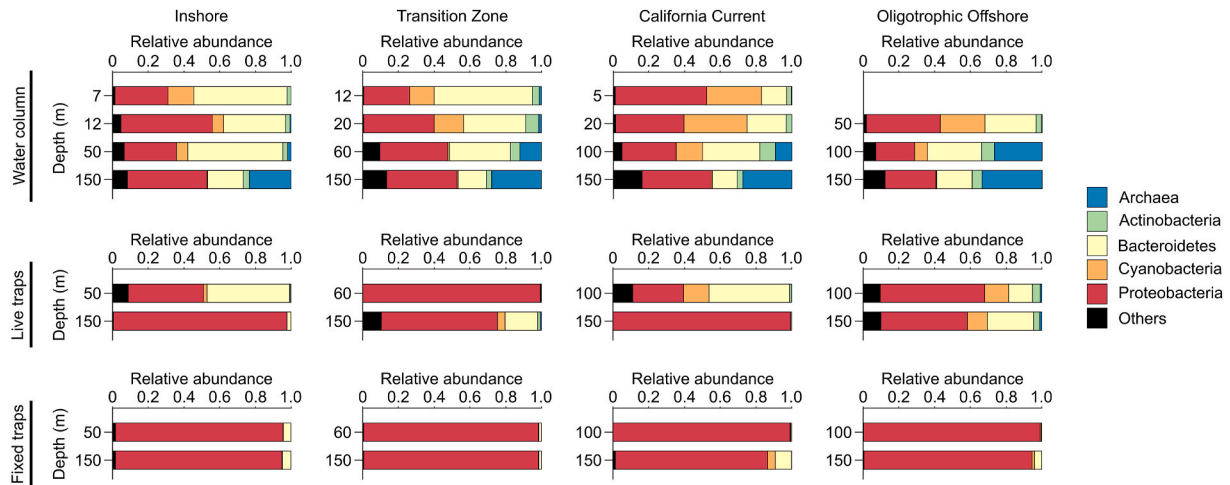 Inshore Transition Zone California Current Oligotrophic Offshore
Relative abundance Relative abundance Relative abundance Relative abundance
0 0.2 0.4 0.6 0.8 1.0 0 0.2 0.4 0.6 0.8 1.0 0 0.2 0.4 0.6 0.8 1.0 0 0.2 0.4 0.6 0.8 1.0
Water column
Depth (m)
7 12 5
12 20 20 50
50 60 100 100
150 150 150 150
Archaea
Actinobacteria
Bacteroidetes
Cyanobacteria
Proteobacteria
Others
Relative abundance Relative abundance Relative abundance Relative abundance
0 0.2 0.4 0.6 0.8 1.0 0 0.2 0.4 0.6 0.8 1.0 0 0.2 0.4 0.6 0.8 1.0 0 0.2 0.4 0.6 0.8 1.0
Live traps
Depth (m)
50 60 100 100
150 150 150 150
Relative abundance Relative abundance Relative abundance Relative abundance
0 0.2 0.4 0.6 0.8 1.0 0 0.2 0.4 0.6 0.8 1.0 0 0.2 0.4 0.6 0.8 1.0 0 0.2 0.4 0.6 0.8 1.0
Fixed traps
Depth (m)
50 60 100 100
150 150 150 150